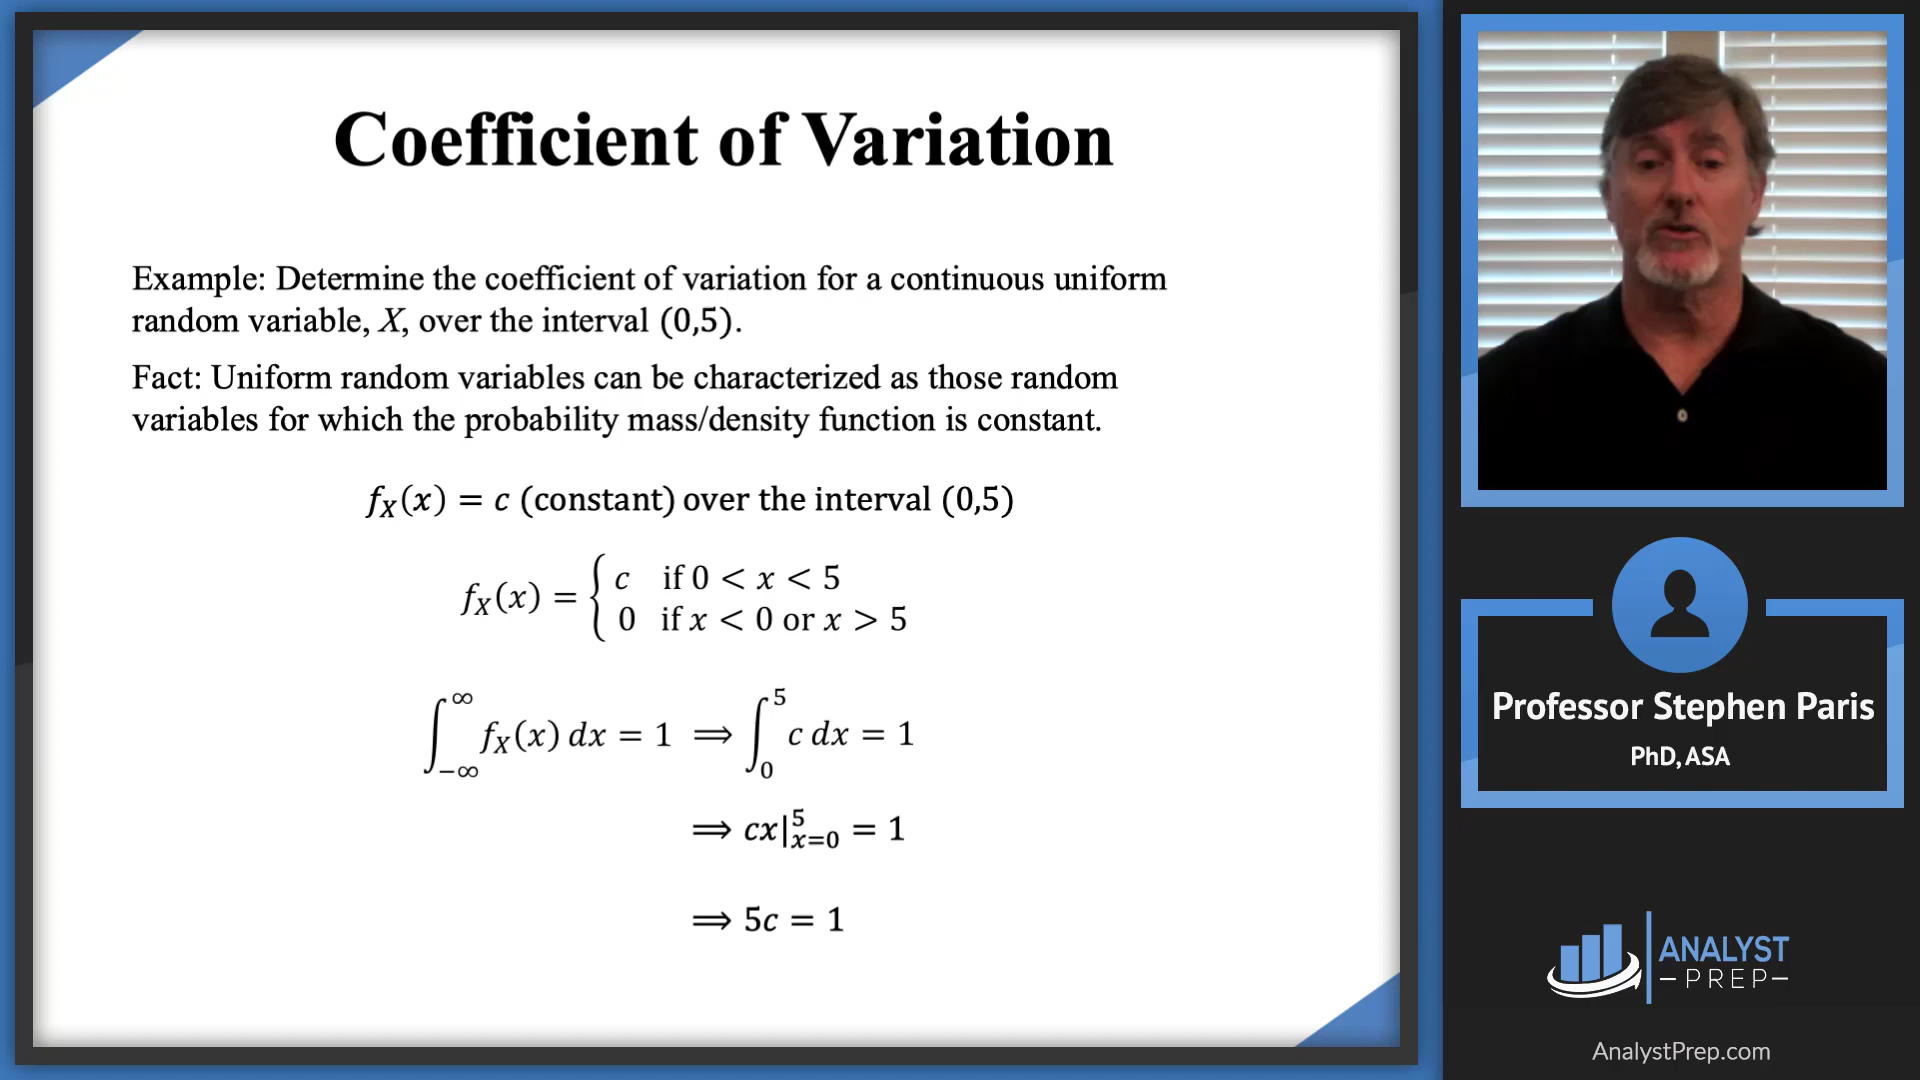 Coefficient of Variation
Example: Determine the coefficient of variation for a continuous uniform
random variable, X, over the interval (0,5).
Fact: Uniform random variables can be characterized as those random
variables for which the probability mass/density function is constant.
f_X(x) = c (constant) over the interval (0,5)
f_X(x) = { c if 0 < x < 5
0 if x < 0 or x > 5
∫_{−∞}^{∞} f_X(x) dx = 1 ⟹ ∫_0^5 c dx = 1
⟹ cx|_{x=0}^5 = 1
⟹ 5c = 1
Professor Stephen Paris
PhD, ASA
ANALYST
PREP
AnalystPrep.com